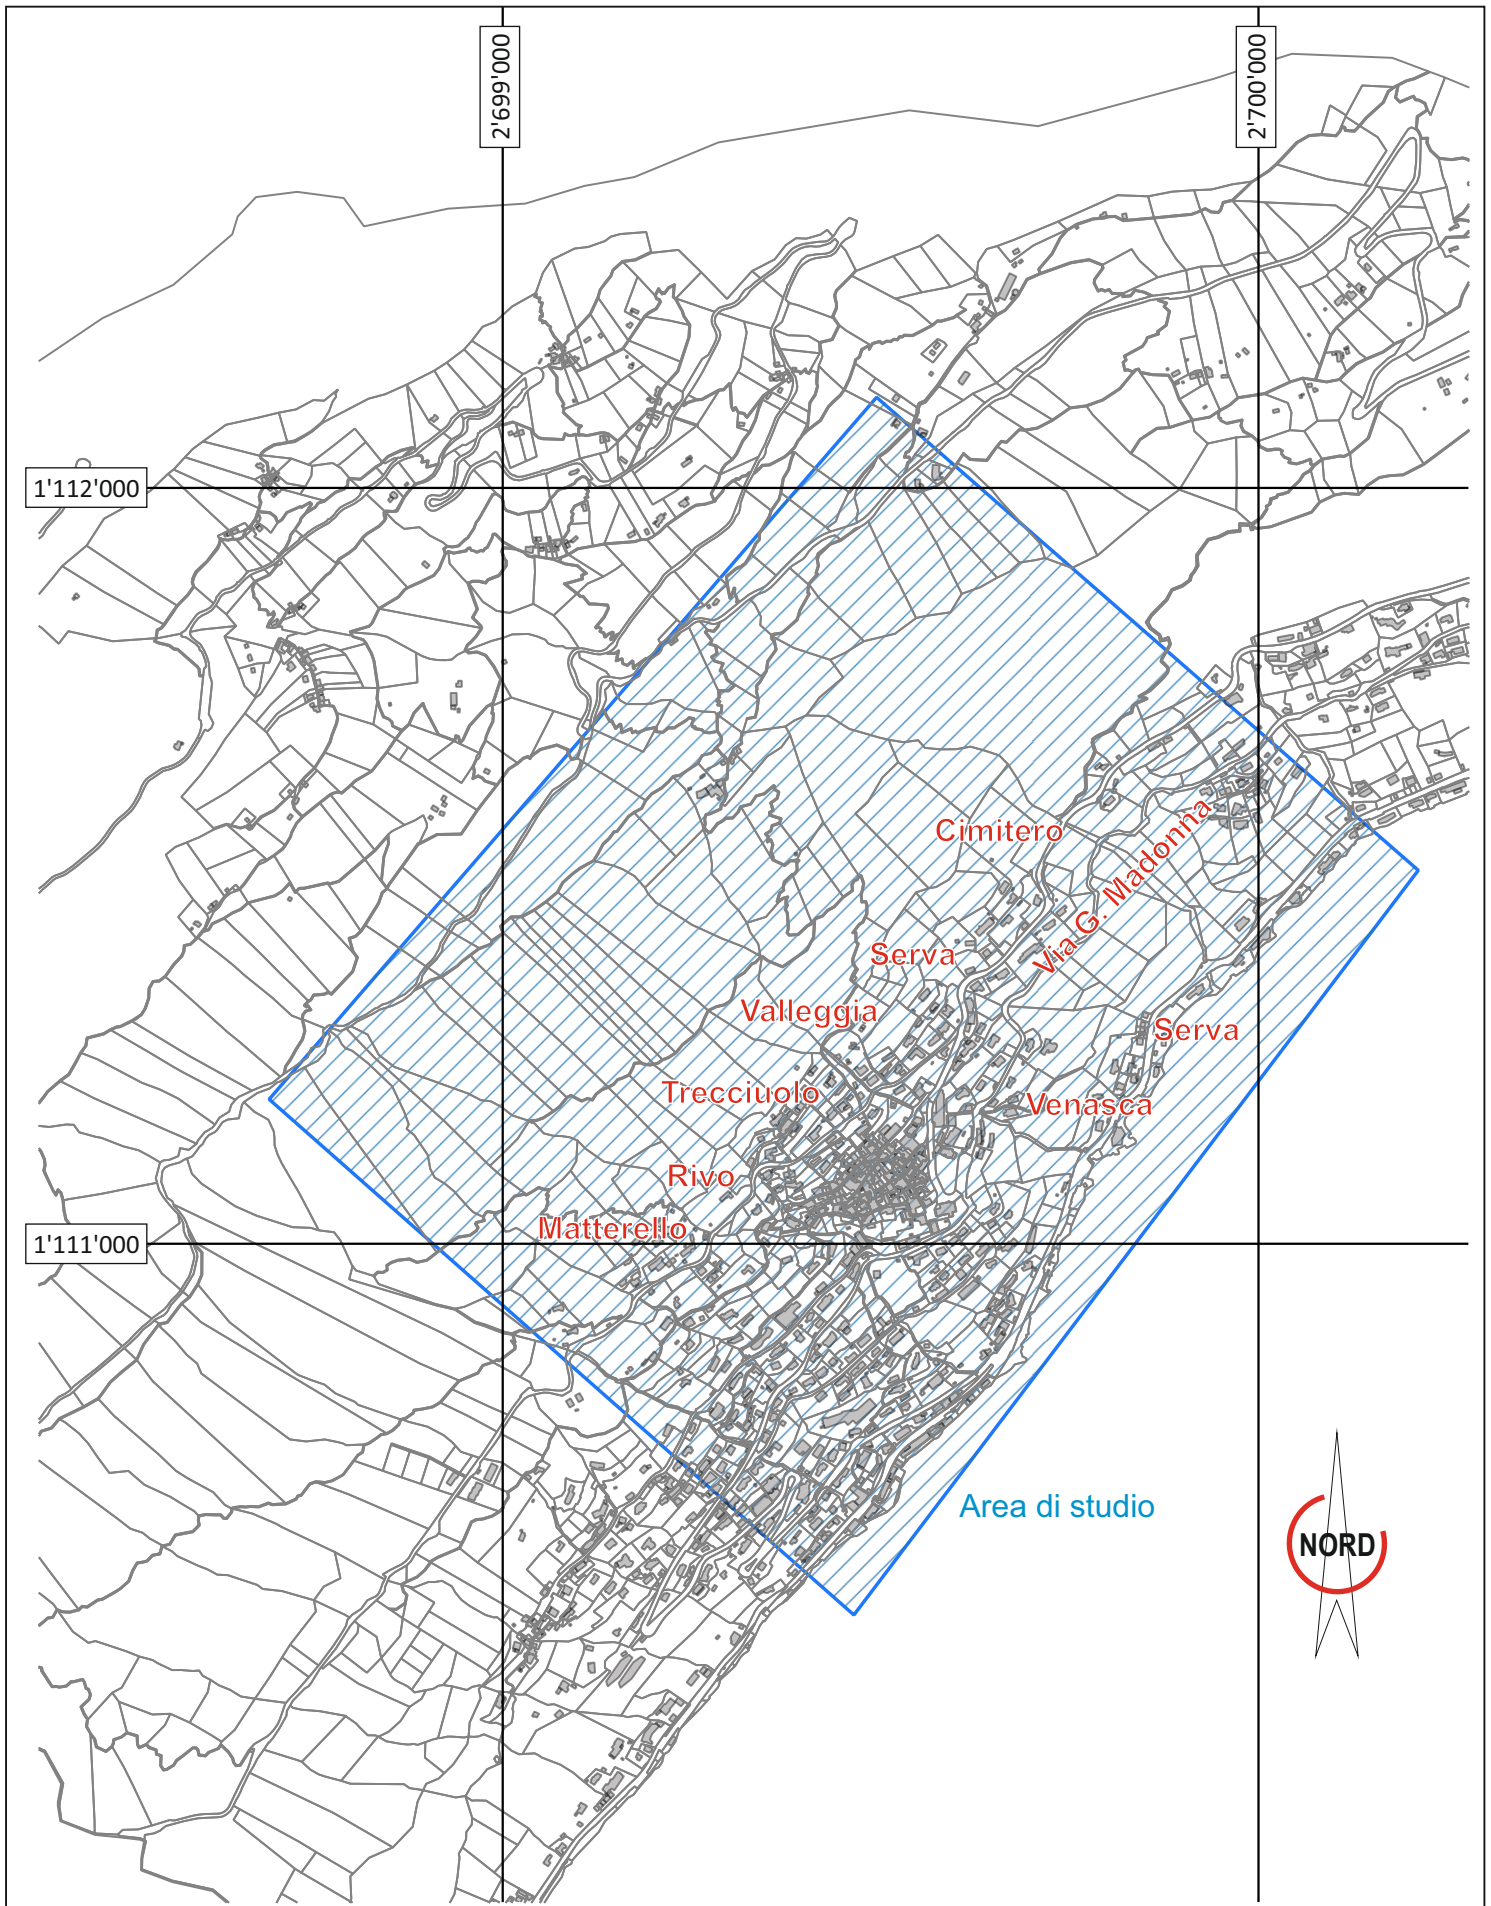 2'699'000
2'700'000
1'112'000
Cimitero
Via G. Madonna
Serva
Valleggia
Serva
Trecciuolo
Venasca
Rivo
Matterello
1'111'000
Area di studio
NORD